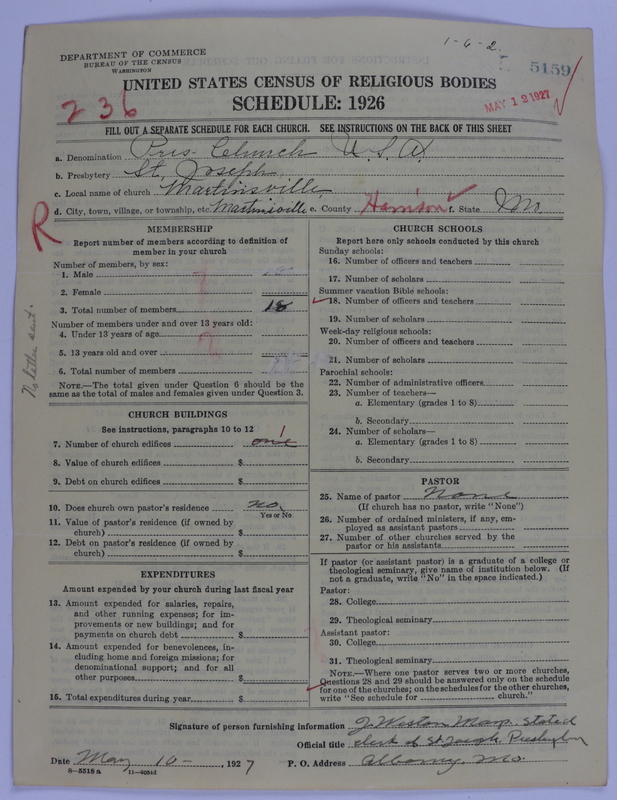 1-6-2.
DEPARTMENT OF COMMERCE
BUREAU OF THE CENSUS
WASHINGTON
5159
UNITED STATES CENSUS OF RELIGIOUS BODIES
SCHEDULE: 1926
236
MAY 12 1927
FILL OUT A SEPARATE SCHEDULE FOR EACH CHURCH. SEE INSTRUCTIONS ON THE BACK OF THIS SHEET
a. Denomination Pres. Church U.S.A.
b. Presbytery St. Joseph
c. Local name of church Martinsville
d. City, town, village, or township, etc. Martinsville e. County Harrison f. State Mo.
R
No letter sent.
MEMBERSHIP
Report number of members according to definition of
member in your church
Number of members, by sex:
1. Male
2. Female
3. Total number of members 18
Number of members under and over 13 years old:
4. Under 13 years of age
5. 13 years old and over
6. Total number of members
NOTE.—The total given under Question 6 should be the
same as the total of males and females given under Question 3.
CHURCH BUILDINGS
See instructions, paragraphs 10 to 12
7. Number of church edifices one 1
8. Value of church edifices $
9. Debt on church edifices $
10. Does church own pastor's residence no
Yes or No
11. Value of pastor's residence (if owned by
church) $
12. Debt on pastor's residence (if owned by
church) $
EXPENDITURES
Amount expended by your church during last fiscal year
13. Amount expended for salaries, repairs,
and other running expenses; for im-
provements or new buildings; and for
payments on church debt $
14. Amount expended for benevolences, in-
cluding home and foreign missions; for
denominational support; and for all
other purposes $
15. Total expenditures during year $
CHURCH SCHOOLS
Report here only schools conducted by this church
Sunday schools:
16. Number of officers and teachers
17. Number of scholars
Summer vacation Bible schools:
18. Number of officers and teachers
19. Number of scholars
Week-day religious schools:
20. Number of officers and teachers
21. Number of scholars
Parochial schools:
22. Number of administrative officers
23. Number of teachers—
a. Elementary (grades 1 to 8)
b. Secondary
24. Number of scholars—
a. Elementary (grades 1 to 8)
b. Secondary
PASTOR
25. Name of pastor None
(If church has no pastor, write "None")
26. Number of ordained ministers, if any, em-
ployed as assistant pastors
27. Number of other churches served by the
pastor or his assistants
If pastor (or assistant pastor) is a graduate of a college or
theological seminary, give name of institution below. (If
not a graduate, write "No" in the space indicated.)
Pastor:
28. College
29. Theological seminary
Assistant pastor:
30. College
31. Theological seminary
NOTE.—Where one pastor serves two or more churches,
Questions 28 and 29 should be answered only on the schedule
for one of the churches; on the schedules for the other churches,
write "See schedule for church."
Signature of person furnishing information J. Weston Stated
Official title clerk of St Joseph Presbytery
Date May 10- , 1927 P. O. Address Albany, Mo.
8—5518 a 11—4051d